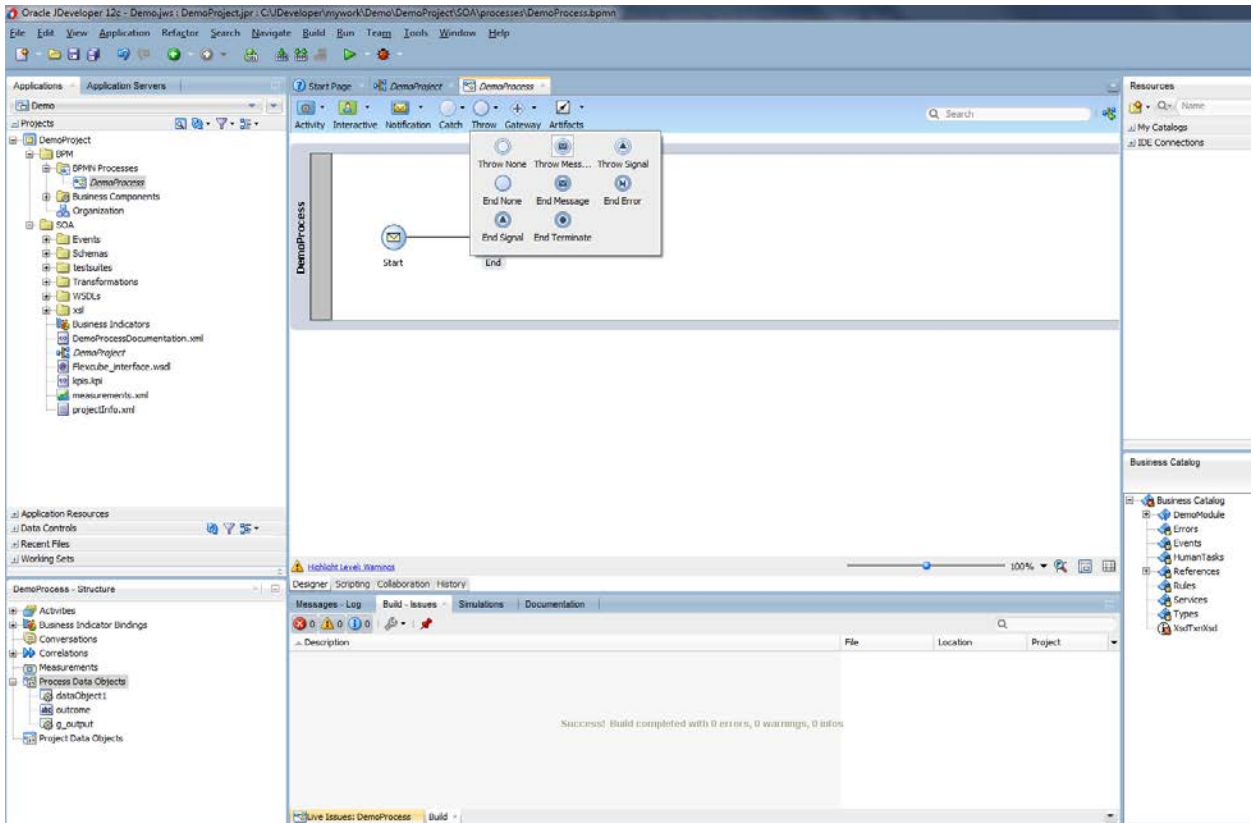 Oracle JDeveloper 12c - Demo.jws : DemoProject.jpr : C:\JDeveloper\mywork\Demo\DemoProject\SOA\processes\DemoProcess.bpmn
File Edit View Application Refactor Search Navigate Build Run Team Tools Window Help
Applications Application Servers
Demo
Projects
DemoProject
BPM
BPMN Processes
DemoProcess
Business Components
Organization
SOA
Events
Schemas
testsuites
Transformations
WSDLs
xsl
Business Indicators
DemoProcessDocumentation.xml
DemoProject
Flexcube_interface.wsdl
kpis.kpi
measurements.xml
projectInfo.xml
Application Resources
Data Controls
Recent Files
Working Sets
DemoProcess - Structure
Activities
Business Indicator Bindings
Conversations
Correlations
Measurements
Process Data Objects
dataObject1
abc outcome
g_output
Project Data Objects
Start Page DemoProject DemoProcess
Activity Interactive Notification Catch Throw Gateway Artifacts
Search
Throw None Throw Mess... Throw Signal
End None End Message End Error
End Signal End Terminate
DemoProcess
Start
End
Highlight Level: Warnings
100%
Designer Scripting Collaboration History
Messages - Log Build - Issues Simulations Documentation
0 0 0
Description File Location Project
Success! Build completed with 0 errors, 0 warnings, 0 infos
Live Issues: DemoProcess Build
Resources
Name
My Catalogs
IDE Connections
Business Catalog
Business Catalog
DemoModule
Errors
Events
HumanTasks
References
Rules
Services
Types
XsdTxnXsd